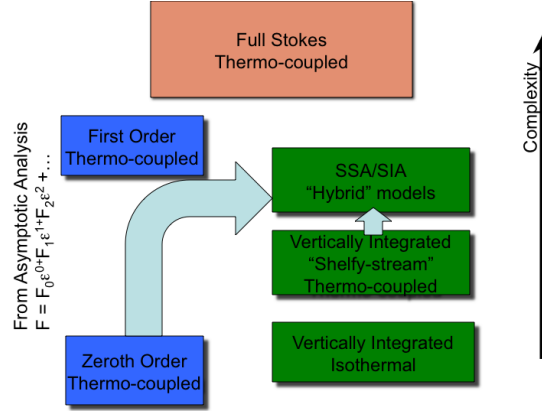 Full Stokes
Thermo-coupled
First Order
Thermo-coupled
SSA/SIA
“Hybrid” models
Vertically Integrated
“Shelfy-stream”
Thermo-coupled
Zeroth Order
Thermo-coupled
Vertically Integrated
Isothermal
From Asymptotic Analysis
F = F₀ε⁰⁺F₁ε¹⁺F₂ε² +...
Complexity